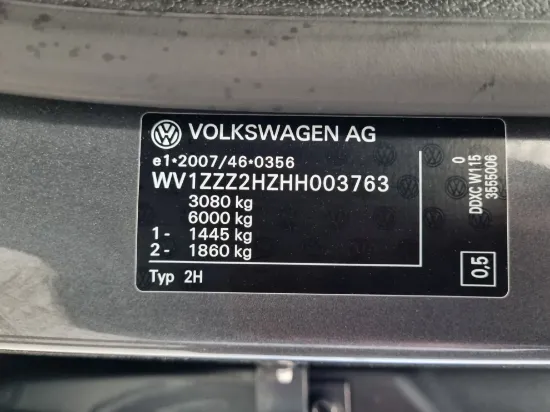 VOLKSWAGEN AG
e1*2007/46*0356
WV1ZZZ2HZHH003763
3080 kg
6000 kg
1- 1445 kg
2- 1860 kg
Typ 2H
0
DDXC W115
3555006
0,5